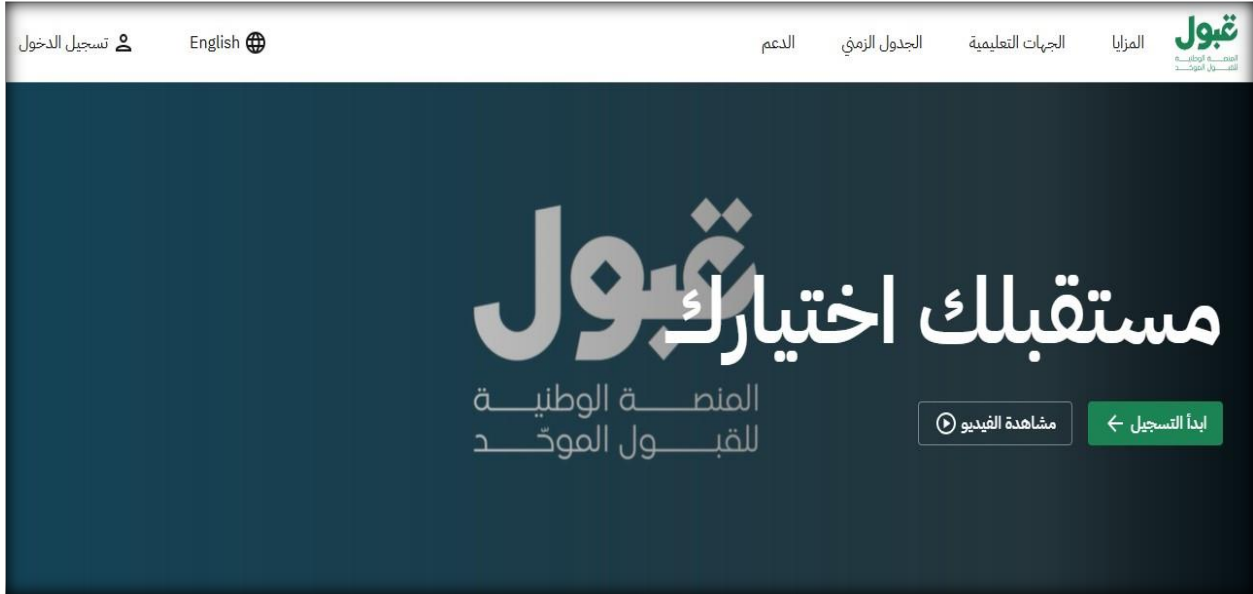 قبول
المنصة الوطنية
للقبول الموحد
المزايا
الجهات التعليمية
الجدول الزمني
الدعم
English
تسجيل الدخول
قبول
المنصة الوطنية
للقبول الموحّد
مستقبلك اختيارك
ابدأ التسجيل
مشاهدة الفيديو